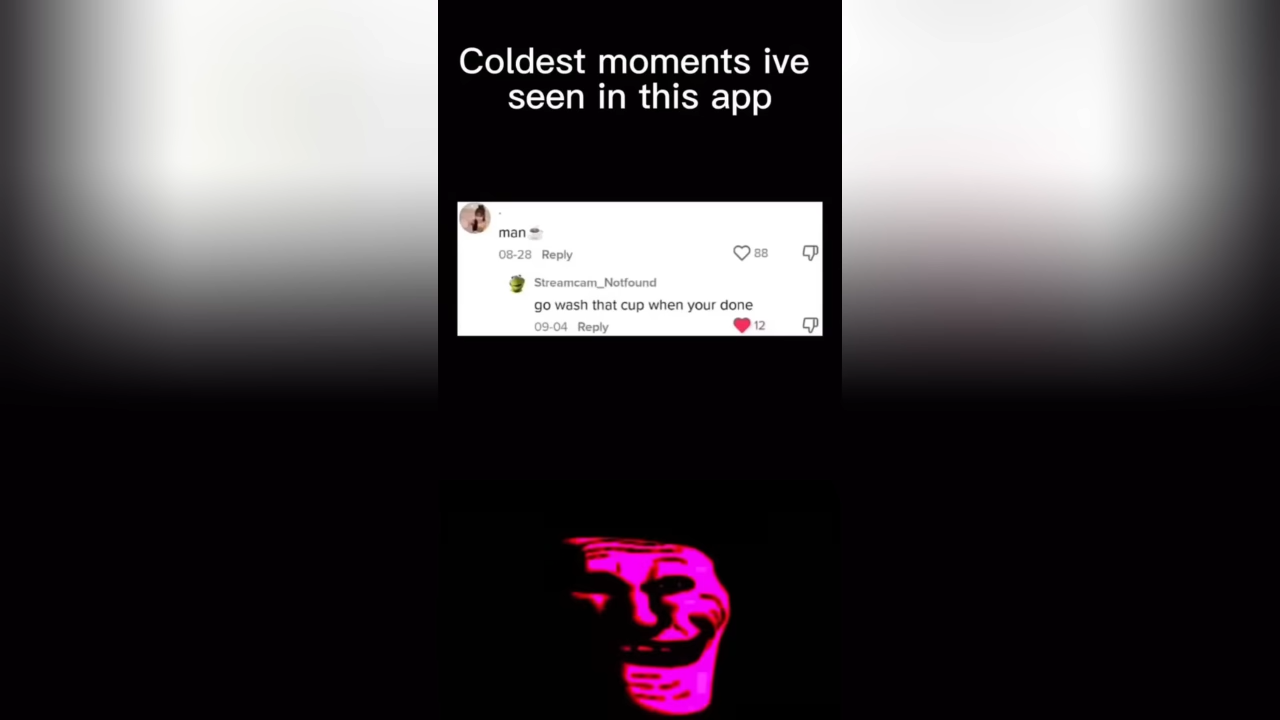 Coldest moments ive
seen in this app
.
man☕
08-28 Reply
88
Streamcam_Notfound
go wash that cup when your done
09-04 Reply
12